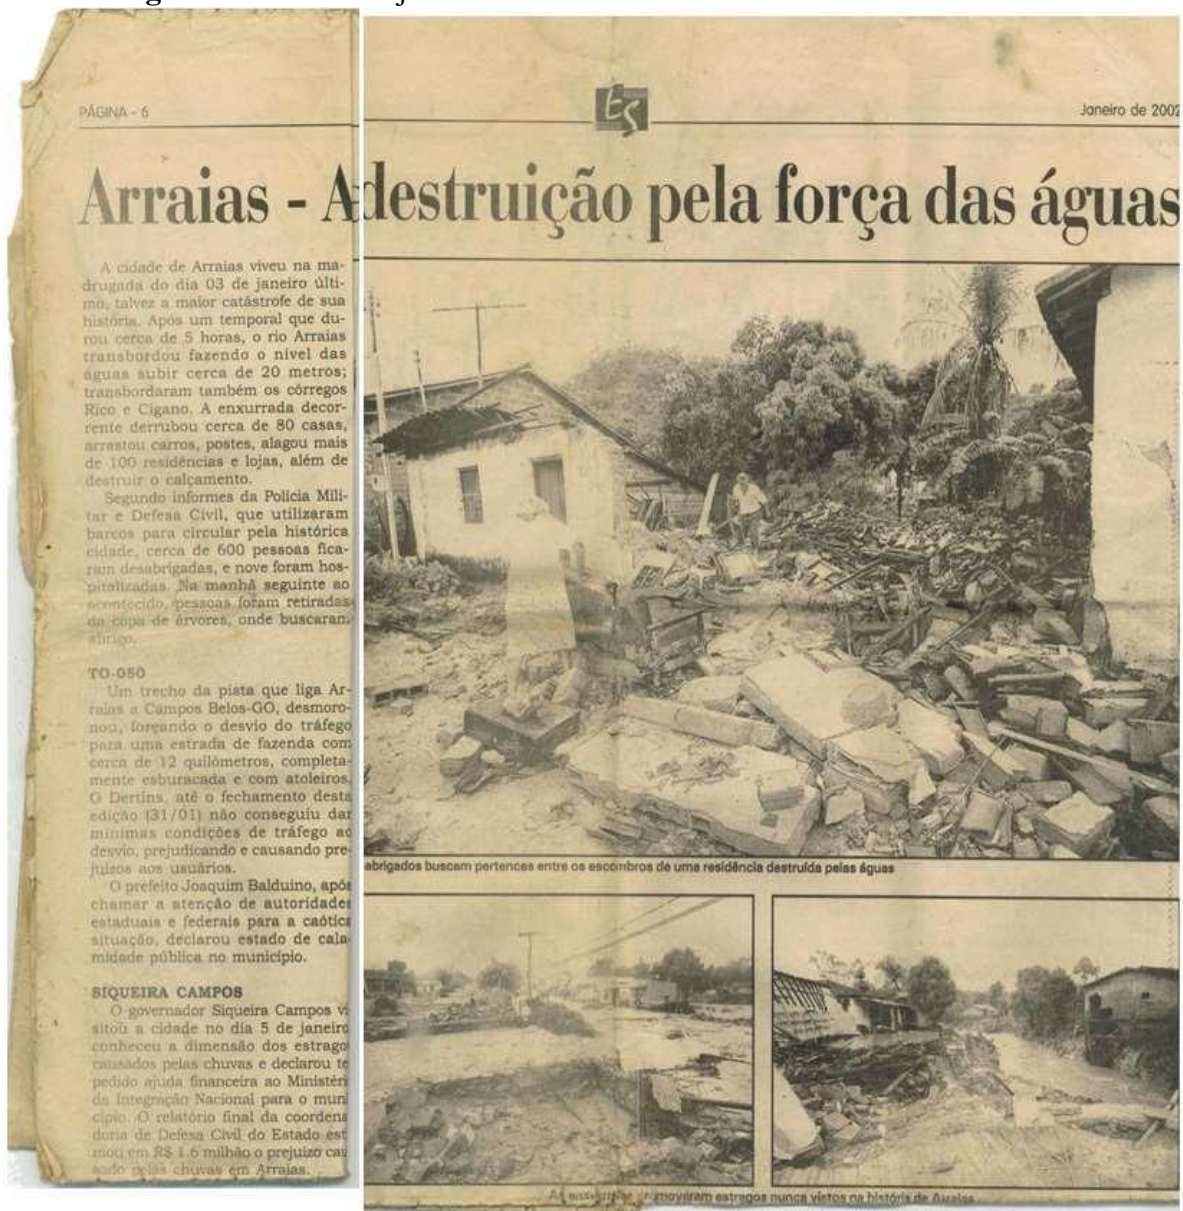 PÁGINA - 6
ES
Janeiro de 2002
Arraias - A destruição pela força das águas
A cidade de Arraias viveu na ma-
drugada do dia 03 de janeiro últi-
mo, talvez a maior catástrofe de sua
história. Após um temporal que du-
rou cerca de 5 horas, o rio Arraias
transbordou fazendo o nível das
águas subir cerca de 20 metros;
transbordaram também os córregos
Rico e Cigano. A enxurrada decor-
rente derrubou cerca de 80 casas,
arrastou carros, postes, alagou mais
de 100 residências e lojas, além de
destruir o calçamento.
Segundo informes da Polícia Mili-
tar e Defesa Civil, que utilizaram
barcos para circular pela histórica
cidade, cerca de 600 pessoas fica-
ram desabrigadas, e nove foram hos-
pitalizadas. Na manhã seguinte ao
acontecido, pessoas foram retiradas
da copa de árvores, onde buscaram
abrigo.
TO-050
Um trecho da pista que liga Ar-
raias a Campos Belos-GO, desmoro-
nou, forçando o desvio do tráfego
para uma estrada de fazenda com
cerca de 12 quilômetros, completa-
mente esburacada e com atoleiros.
O Dertins, até o fechamento desta
edição (31/01) não conseguiu dar
mínimas condições de tráfego ao
desvio, prejudicando e causando pre-
juízos aos usuários.
O prefeito Joaquim Balduino, após
chamar a atenção de autoridades
estaduais e federais para a caótica
situação, declarou estado de cala-
midade pública no município.
SIQUEIRA CAMPOS
O governador Siqueira Campos vi
sitou a cidade no dia 5 de janeiro
conheceu a dimensão dos estrago
causados pelas chuvas e declarou te
pedido ajuda financeira ao Ministéri
da Integração Nacional para o muni
cípio. O relatório final da coordena
doria de Defesa Civil do Estado esti
mou em R$ 1.6 milhão o prejuízo cau
sado pelas chuvas em Arraias.
abrigados buscam pertences entre os escombros de uma residência destruída pelas águas
estragos nunca vistos na história de Arraias